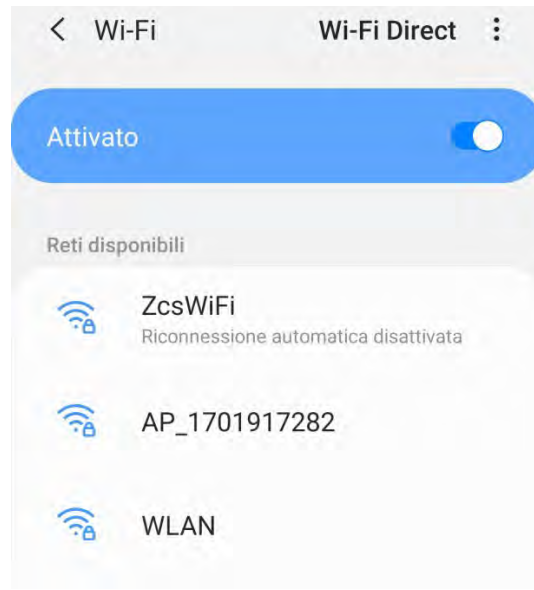 Wi-Fi Wi-Fi Direct
Attivato
Reti disponibili
ZcsWiFi
Riconnessione automatica disattivata
AP_1701917282
WLAN